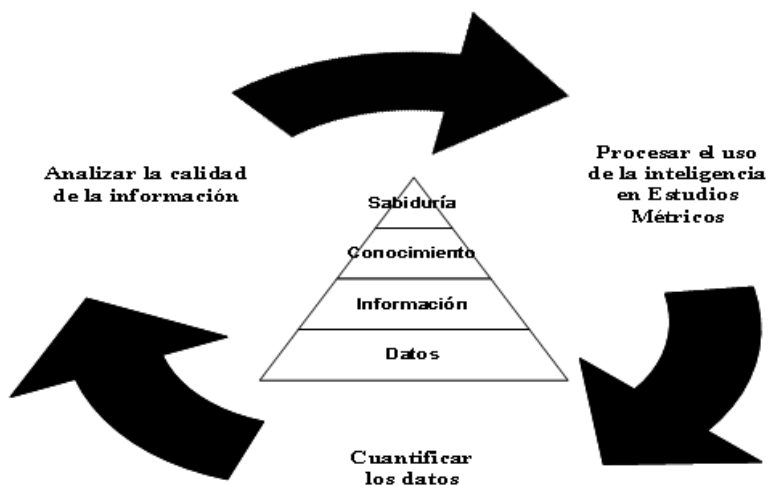 Analizar la calidad
de la información
Procesar el uso
de la inteligencia
en Estudios
Métricos
Sabiduría
Conocimiento
Información
Datos
Cuantificar
los datos